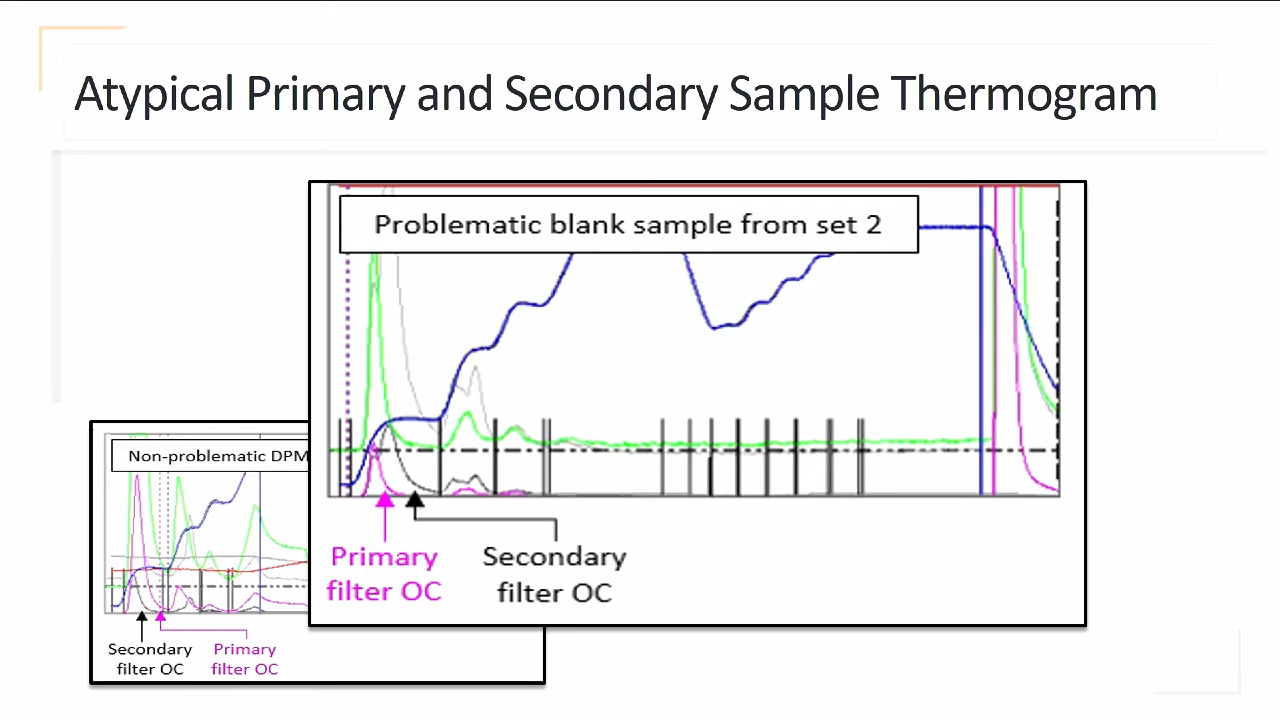 Atypical Primary and Secondary Sample Thermogram
Problematic blank sample from set 2
Primary
filter OC
Secondary
filter OC
Non-problematic DPM
Secondary
filter OC
Primary
filter OC